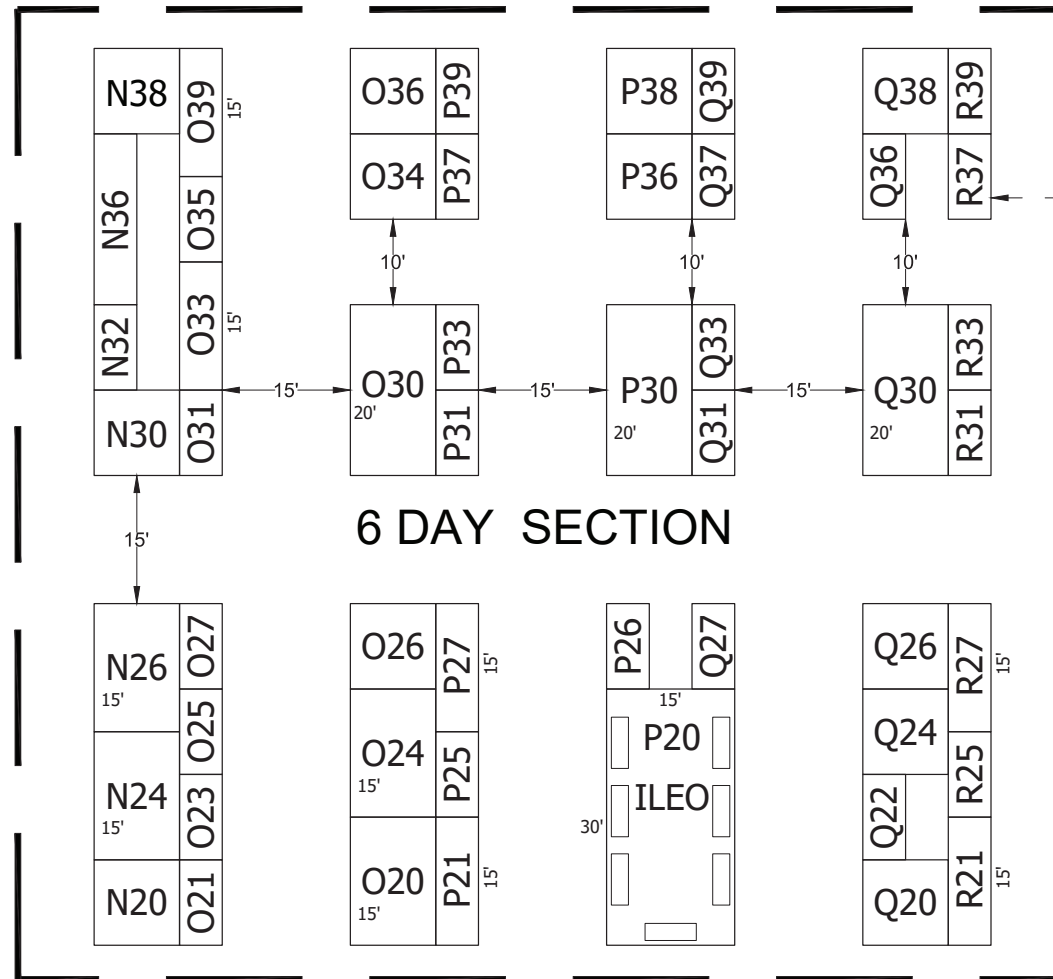 N38
O39
15'
O36
P39
P38
Q39
Q38
R39
N36
O35
O34
P37
P36
Q37
Q36
R37
10'
10'
10'
N32
O33
15'
O30
20'
P33
P30
20'
Q33
Q30
20'
R33
15'
15'
15'
N30
O31
P31
Q31
R31
15'
6 DAY SECTION
N26
15'
O27
O26
P27
15'
P26
Q27
Q26
R27
15'
O25
15'
N24
15'
O23
O24
15'
P25
P20
ILEO
30'
Q24
R25
Q22
N20
O21
O20
15'
P21
15'
Q20
R21
15'